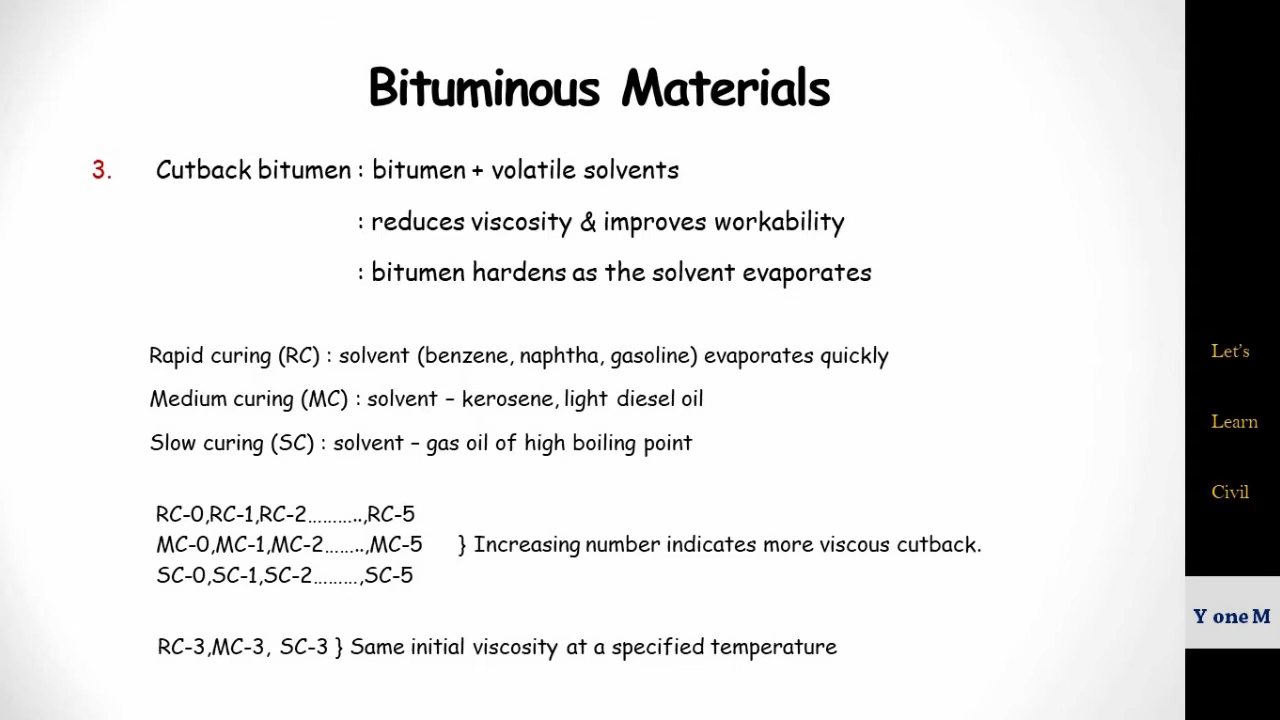 Bituminous Materials
3. Cutback bitumen : bitumen + volatile solvents
: reduces viscosity & improves workability
: bitumen hardens as the solvent evaporates
Rapid curing (RC) : solvent (benzene, naphtha, gasoline) evaporates quickly
Medium curing (MC) : solvent – kerosene, light diesel oil
Slow curing (SC) : solvent – gas oil of high boiling point
RC-0,RC-1,RC-2………..,RC-5
MC-0,MC-1,MC-2……..,MC-5 } Increasing number indicates more viscous cutback.
SC-0,SC-1,SC-2………,SC-5
RC-3,MC-3, SC-3 } Same initial viscosity at a specified temperature
Let's
Learn
Civil
Y one M